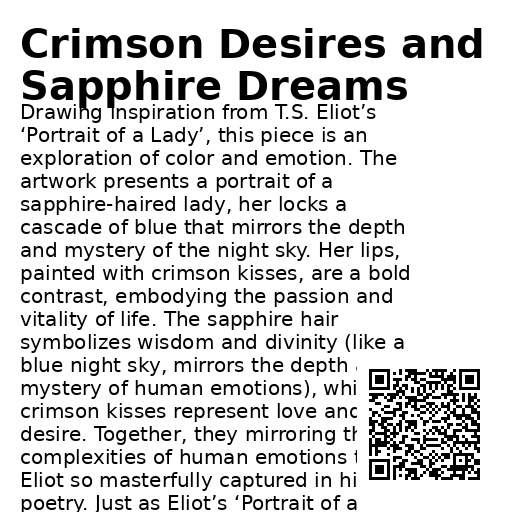 Crimson Desires and
Sapphire Dreams
Drawing inspiration from T.S. Eliot’s
‘Portrait of a Lady’, this piece is an
exploration of color and emotion. The
artwork presents a portrait of a
sapphire-haired lady, her locks a
cascade of blue that mirrors the depth
and mystery of the night sky. Her lips,
painted with crimson kisses, are a bold
contrast, embodying the passion and
vitality of life. The sapphire hair
symbolizes wisdom and divinity (like a
blue night sky, mirrors the depth
mystery of human emotions),
crimson kisses represent love and
desire. Together, they mirroring
complexities of human emotions
Eliot so masterfully captured in
poetry. Just as Eliot’s ‘Portrait of a